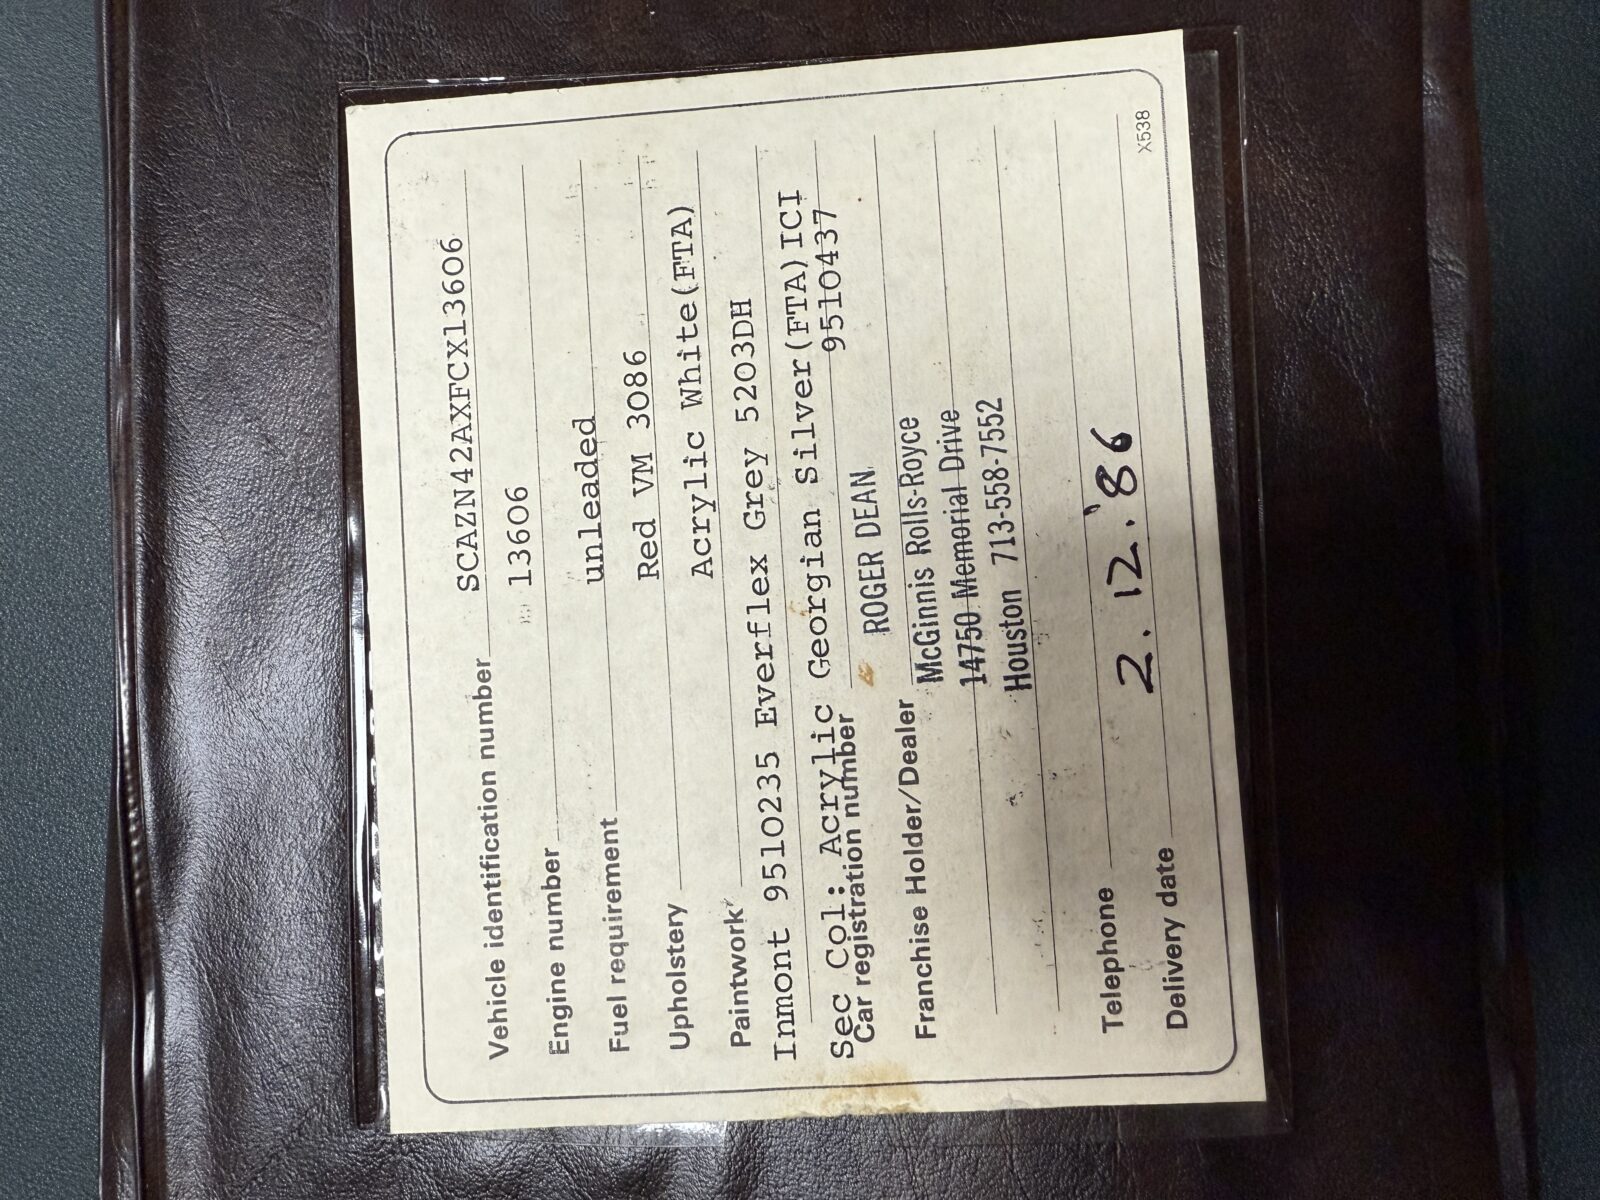 Vehicle identification number SCAZN42AXFCX13606
Engine number 13606
Fuel requirement unleaded
Upholstery Red VM 3086
Paintwork Acrylic White(FTA)
Inmont 9510235 Everflex Grey 5203DH
Sec Col: Acrylic Georgian Silver(FTA)ICI
9510437
Car registration number
ROGER DEAN
Franchise Holder/Dealer McGinnis Rolls-Royce
14750 Memorial Drive
Houston 713-558-7552
Telephone
Delivery date 2.12.'86
X538